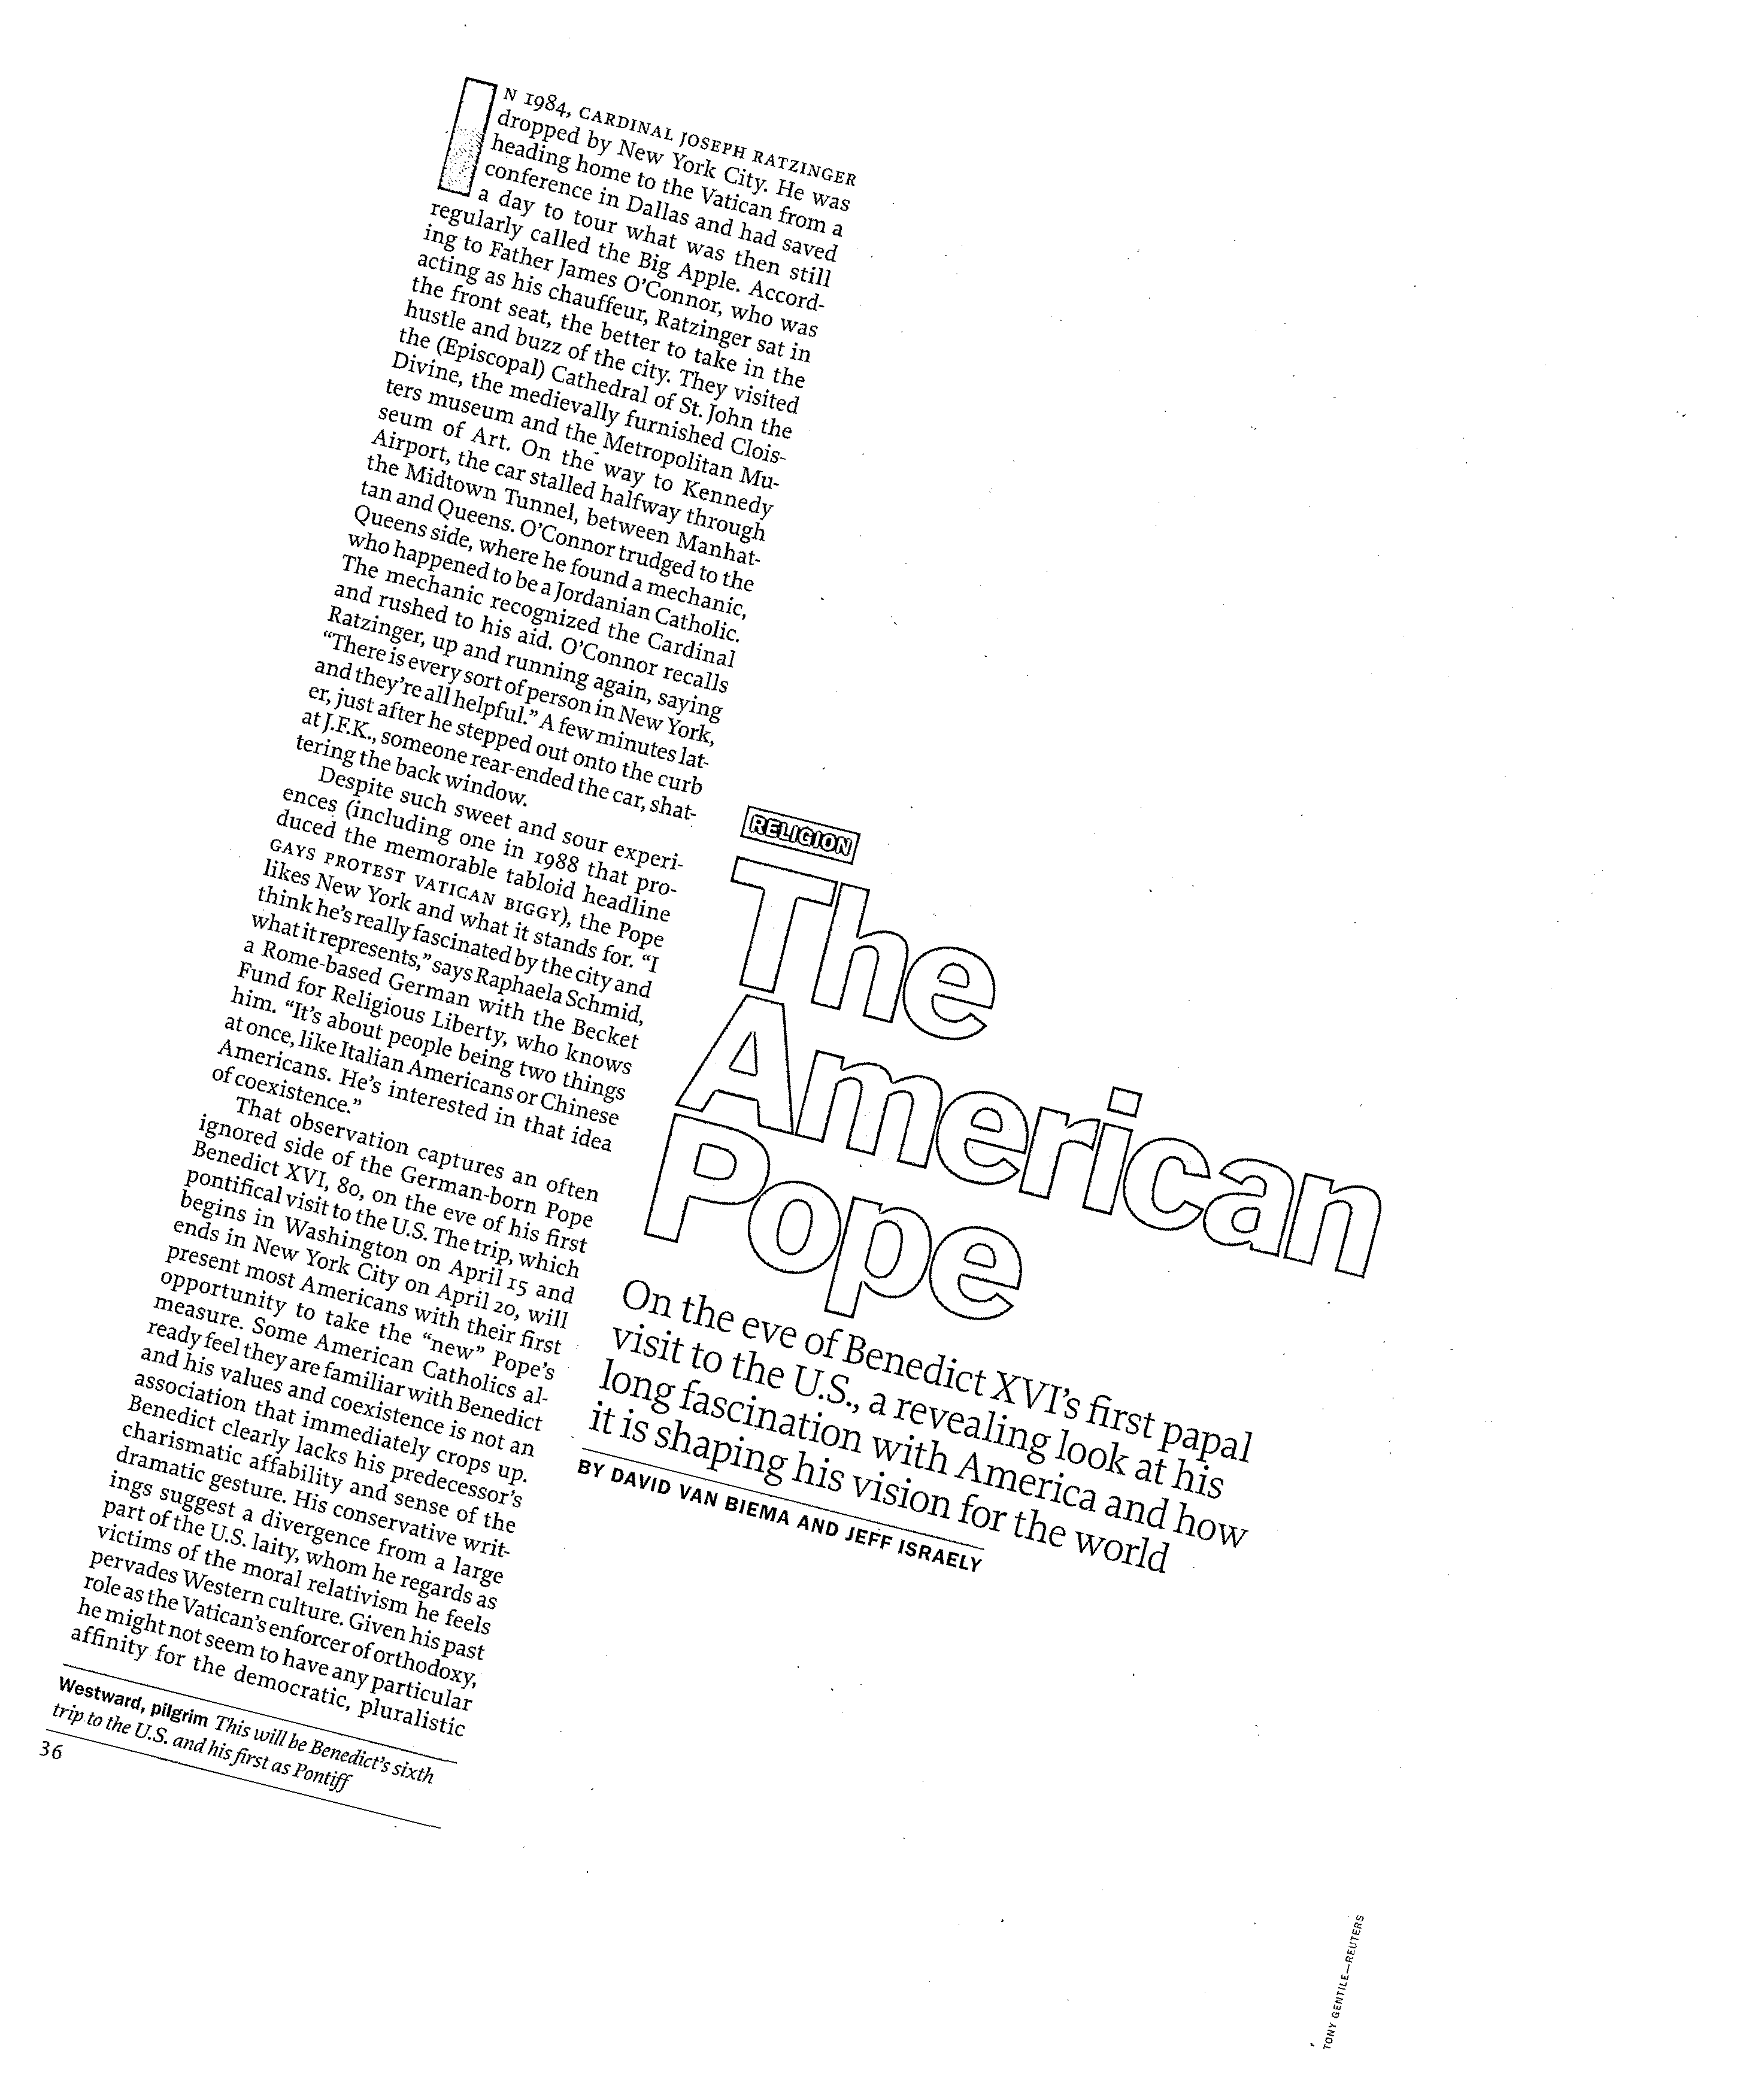 IN 1984, CARDINAL JOSEPH RATZINGER
dropped by New York City. He was
heading home to the Vatican from a
conference in Dallas and had saved
a day to tour what was then still
regularly called the Big Apple. Accord-
ing to Father James O'Connor, who was
acting as his chauffeur, Ratzinger sat in
the front seat, the better to take in the
hustle and buzz of the city. They visited
the (Episcopal) Cathedral of St. John the
Divine, the medievally furnished Clois-
ters museum and the Metropolitan Mu-
seum of Art. On the way to Kennedy
Airport, the car stalled halfway through
the Midtown Tunnel, between Manhat-
tan and Queens. O'Connor trudged to the
Queens side, where he found a mechanic,
who happened to be a Jordanian Catholic.
The mechanic recognized the Cardinal
and rushed to his aid. O'Connor recalls
Ratzinger, up and running again, saying
“There is every sort of person in New York,
and they're all helpful.” A few minutes lat-
er, just after he stepped out onto the curb
at J.F.K., someone rear-ended the car, shat-
tering the back window.
Despite such sweet and sour experi-
ences (including one in 1988 that pro-
duced the memorable tabloid headline
GAYS PROTEST VATICAN BIGGY), the Pope
likes New York and what it stands for. “I
think he's really fascinated by the city and
what it represents,” says Raphaela Schmid,
a Rome-based German with the Becket
Fund for Religious Liberty, who knows
him. “It's about people being two things
at once, like Italian Americans or Chinese
Americans. He's interested in that idea
of coexistence.”
That observation captures an often
ignored side of the German-born Pope
Benedict XVI, 80, on the eve of his first
pontifical visit to the U.S. The trip, which
begins in Washington on April 15 and
ends in New York City on April 20, will
present most Americans with their first
opportunity to take the “new” Pope's
measure. Some American Catholics al-
ready feel they are familiar with Benedict
and his values and coexistence is not an
association that immediately crops up.
Benedict clearly lacks his predecessor's
charismatic affability and sense of the
dramatic gesture. His conservative writ-
ings suggest a divergence from a large
part of the U.S. laity, whom he regards as
victims of the moral relativism he feels
pervades Western culture. Given his past
role as the Vatican's enforcer of orthodoxy,
he might not seem to have any particular
affinity for the democratic, pluralistic
Westward, pilgrim This will be Benedict's sixth
trip to the U.S. and his first as Pontiff
36
RELIGION
The
American
Pope
On the eve of Benedict XVI's first papal
visit to the U.S., a revealing look at his
long fascination with America and how
it is shaping his vision for the world
BY DAVID VAN BIEMA AND JEFF ISRAELY
TONY GENTILE—REUTERS